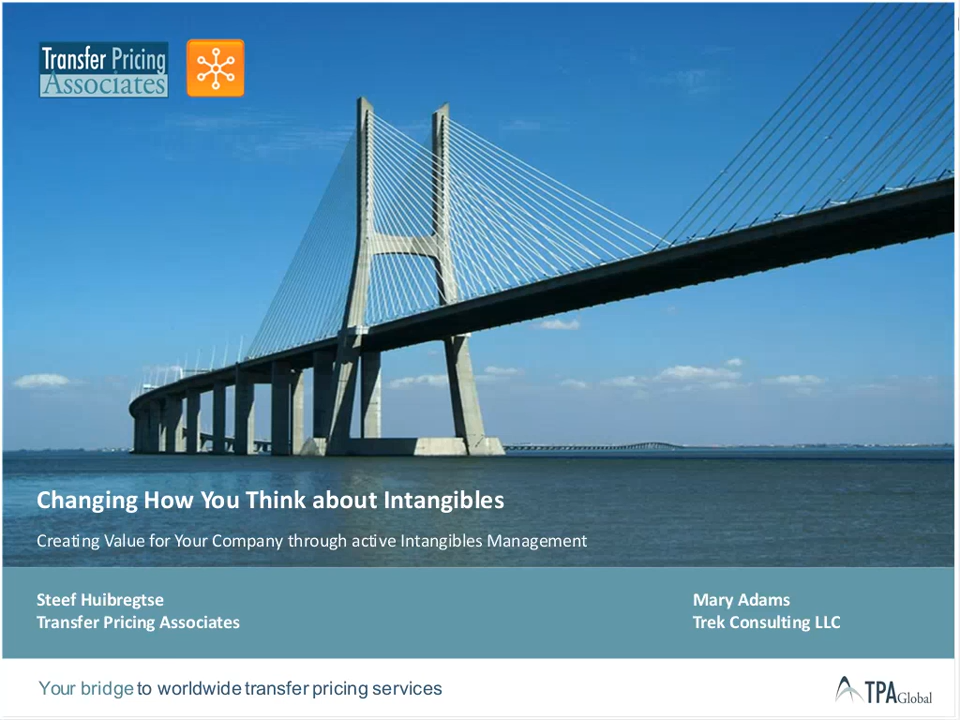 Transfer Pricing
Associates
Changing How You Think about Intangibles
Creating Value for Your Company through active Intangibles Management
Steef Huibregtse
Transfer Pricing Associates
Mary Adams
Trek Consulting LLC
Your bridge to worldwide transfer pricing services
TPA Global